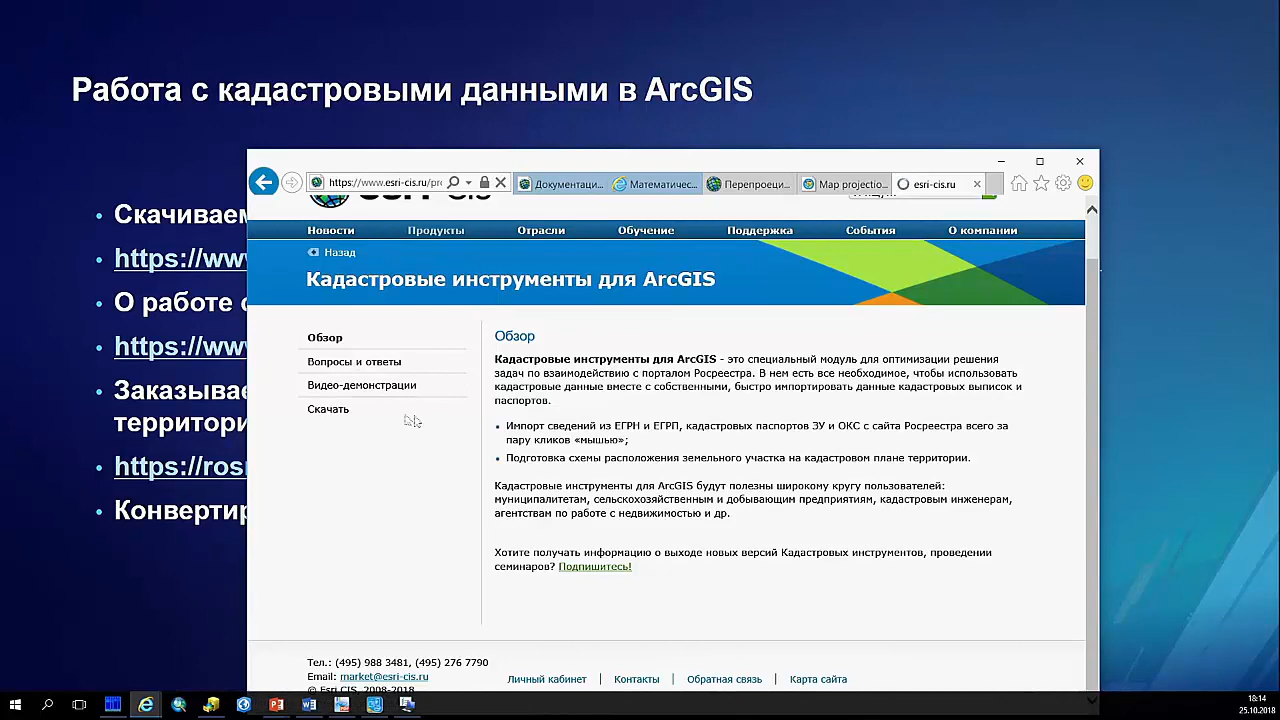 Работа с кадастровыми данными в ArcGIS
• Скачиваем
• https://www
• О работе с
• https://www
• Заказывае
территори
• https://rosr
• Конвертир
https://www.esri-cis.ru/pro
Документаци...
Математичес...
Перепроеци...
Map projectio...
esri-cis.ru
Новости
Продукты
Отрасли
Обучение
Поддержка
События
О компании
Назад
Кадастровые инструменты для ArcGIS
Обзор
Вопросы и ответы
Видео-демонстрации
Скачать
Обзор
Кадастровые инструменты для ArcGIS - это специальный модуль для оптимизации решения
задач по взаимодействию с порталом Росреестра. В нем есть все необходимое, чтобы использовать
кадастровые данные вместе с собственными, быстро импортировать данные кадастровых выписок и
паспортов.
• Импорт сведений из ЕГРН и ЕГРП, кадастровых паспортов ЗУ и ОКС с сайта Росреестра всего за
пару кликов «мышью»;
• Подготовка схемы расположения земельного участка на кадастровом плане территории.
Кадастровые инструменты для ArcGIS будут полезны широкому кругу пользователей:
муниципалитетам, сельскохозяйственным и добывающим предприятиям, кадастровым инженерам,
агентствам по работе с недвижимостью и др.
Хотите получать информацию о выходе новых версий Кадастровых инструментов, проведении
семинаров? Подпишитесь!
Тел.: (495) 988 3481, (495) 276 7790
Email: market@esri-cis.ru
© Esri CIS, 2008-2018
Личный кабинет | Контакты | Обратная связь | Карта сайта
18:14
25.10.2018